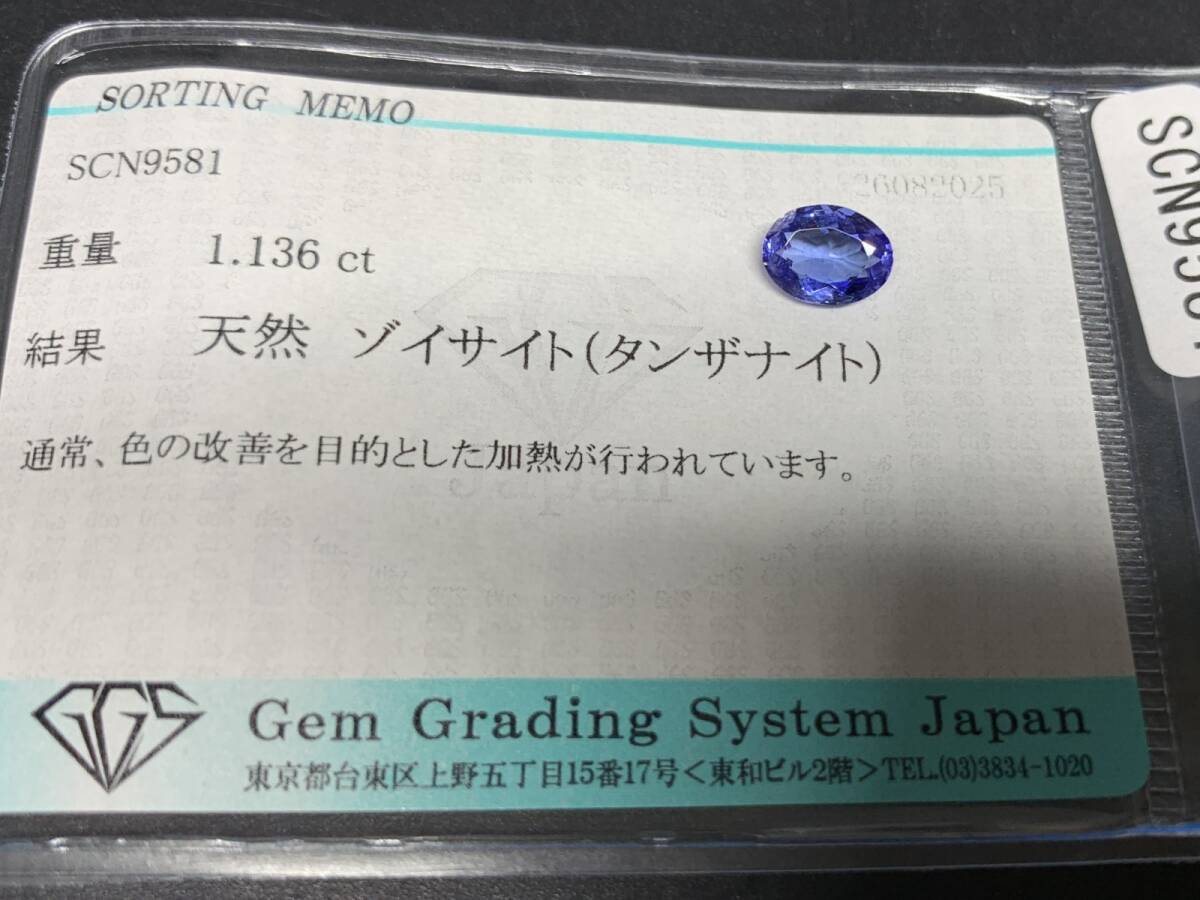 SORTING MEMO
SCN9581
26082025
重量 1.136 ct
結果 天然 ゾイサイト(タンザナイト)
通常、色の改善を目的とした加熱が行われています。
Japan
GGS
Gem Grading System Japan
東京都台東区上野五丁目15番17号<東和ビル2階>TEL.(03)3834-1020